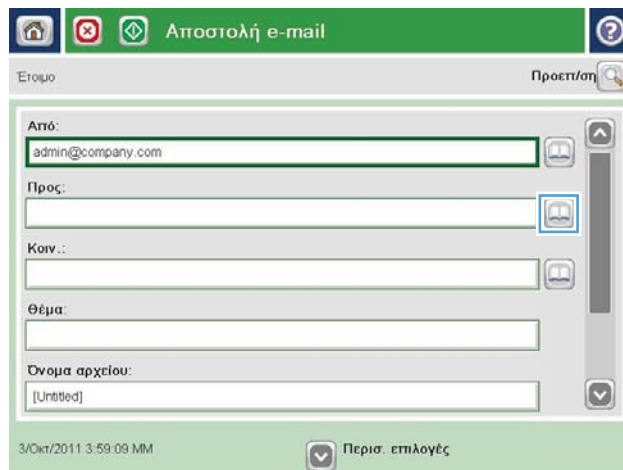 Αποστολή e-mail
?
Έτοιμο
Προεπ/ση
Από:
admin@company.com
Προς:
Κοιν.:
Θέμα:
Όνομα αρχείου:
[Untitled]
3/Οκτ/2011 3:59:09 MM
Περισ. επιλογές